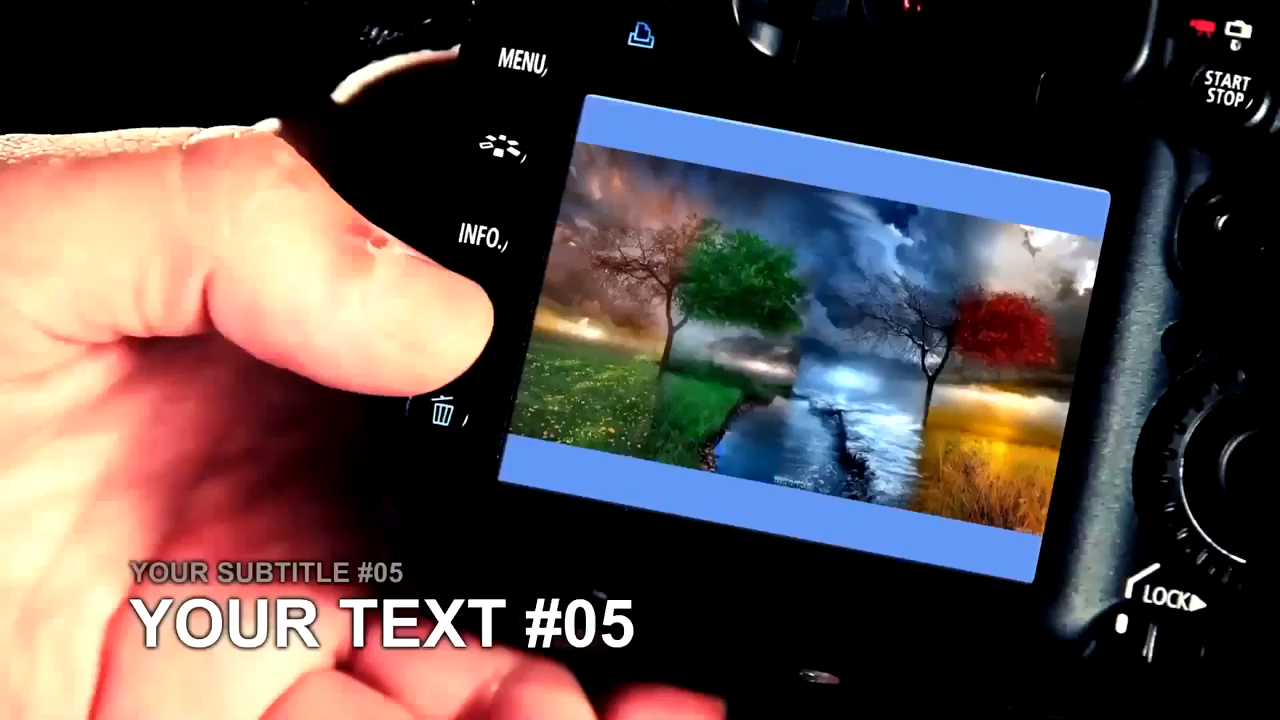 MENU
START
STOP
INFO.
LOCK
YOUR SUBTITLE #05
YOUR TEXT #05